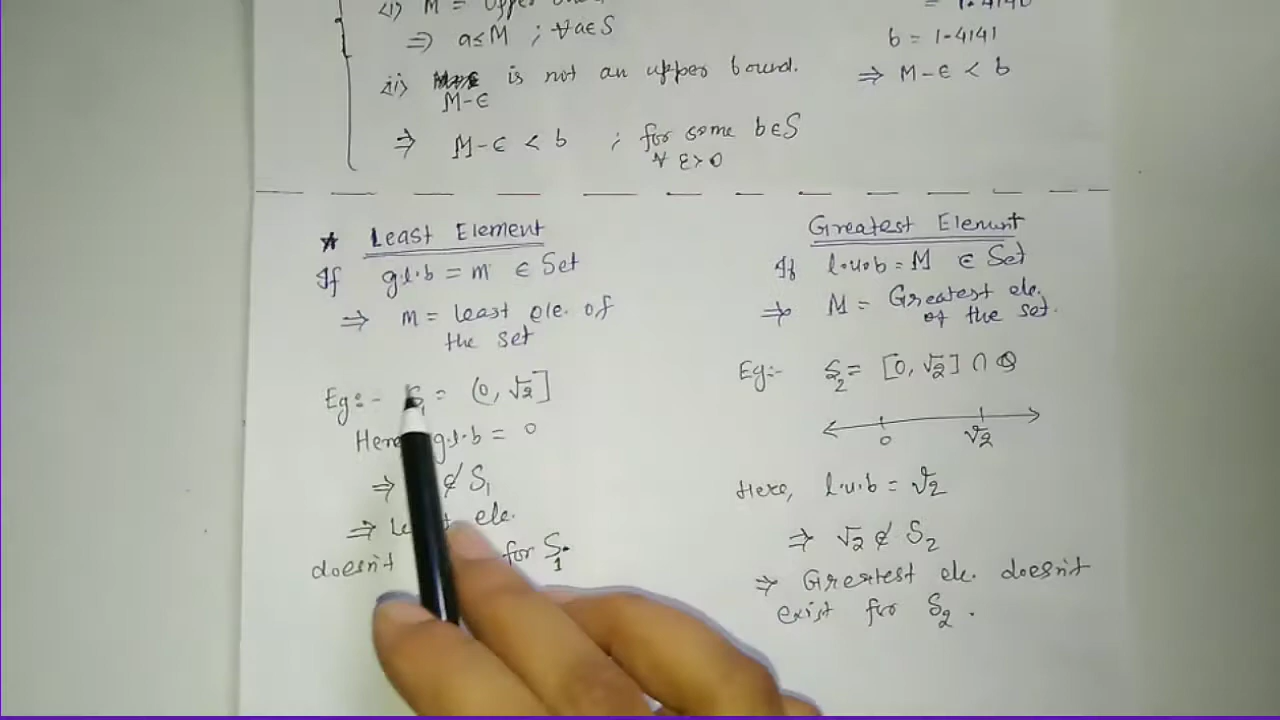 (i) M = Upper
⇒ a ≤ M ; ∀ a∈S
(ii) is not an upper bound.
M-ϵ
⇒ M-ϵ < b ; for some b∈S
∀ ε>0
b = 1.4141
⇒ M-ϵ < b
* Least Element
If g.l.b = m ∈ Set
⇒ m = least ele. of
the set
Eg:- S₁ = (0, √2]
Here g.l.b = 0
⇒ ∉ S₁
⇒ ele.
doesn't for S₁
Greatest Element
If l.u.b = M ∈ Set
⇒ M = Greatest ele.
of the set.
Eg:- S₂ = [0, √2] ∩ Q
0 √2
Here, l.u.b = √2
⇒ √2 ∉ S₂
⇒ Greatest ele. doesn't
exist for S₂.